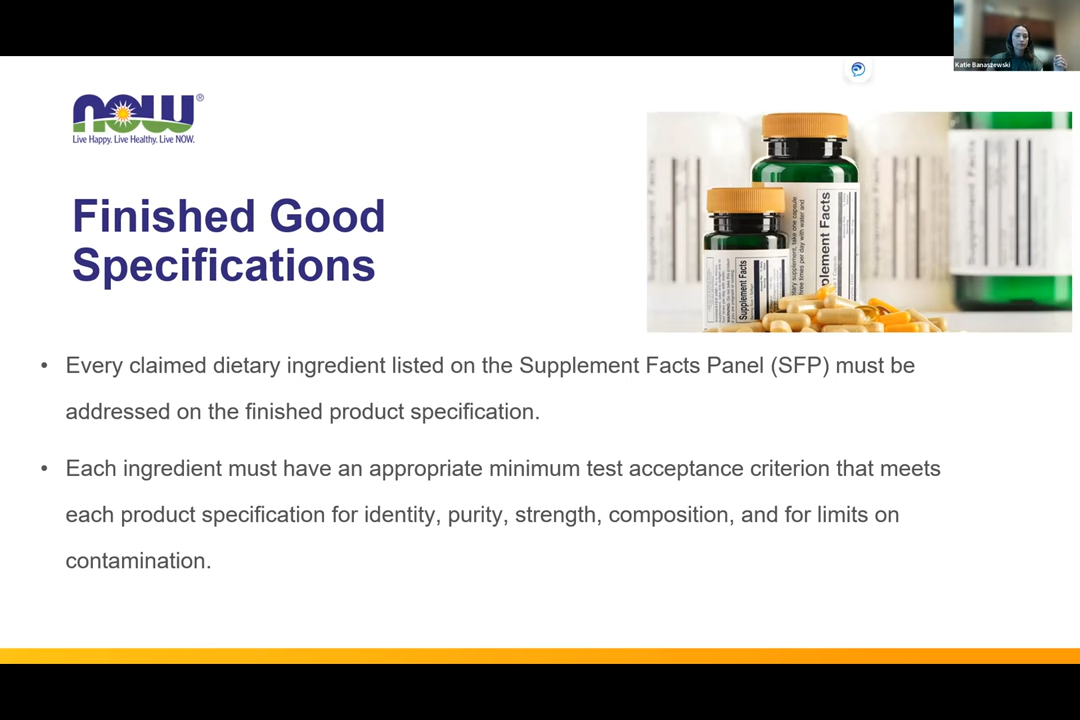 Katie Banaszewski
now®
Live Happy. Live Healthy. Live NOW.
Finished Good
Specifications
Supplement Facts
plement Facts
• Every claimed dietary ingredient listed on the Supplement Facts Panel (SFP) must be
addressed on the finished product specification.
• Each ingredient must have an appropriate minimum test acceptance criterion that meets
each product specification for identity, purity, strength, composition, and for limits on
contamination.